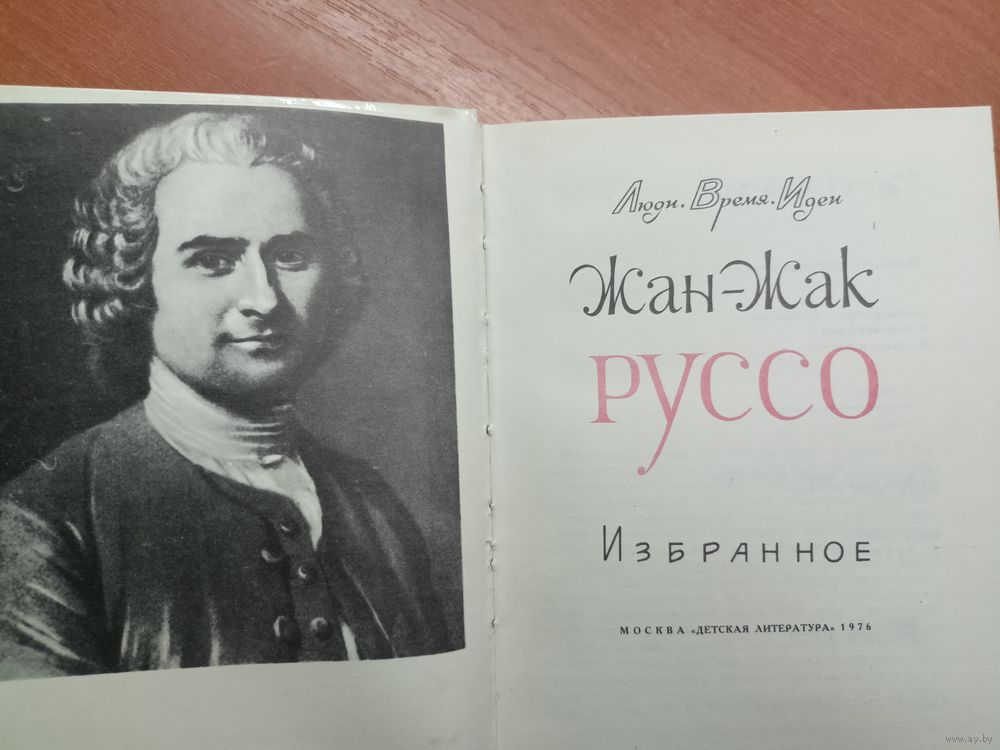 Люди. Время. Идеи
Жан-Жак
Руссо
Избранное
МОСКВА «ДЕТСКАЯ ЛИТЕРАТУРА» 1976
www.ay.by